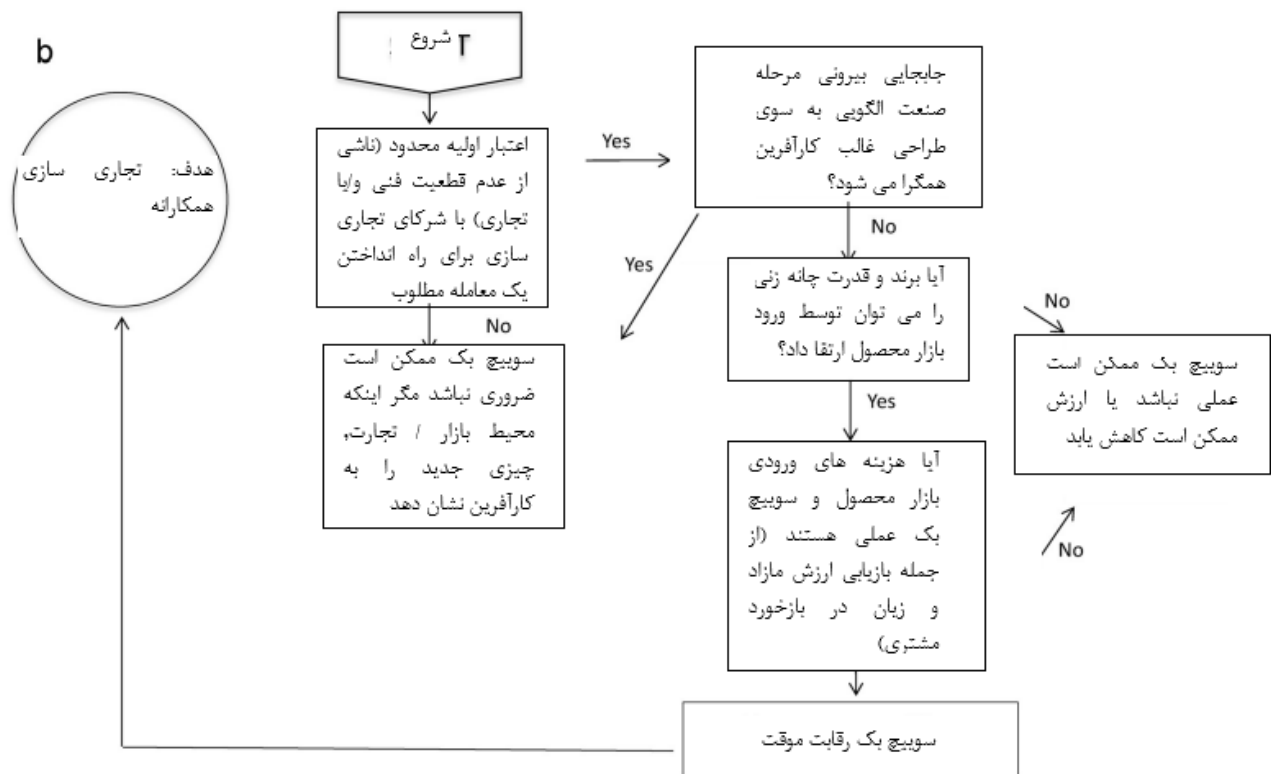 b
شروع
هدف: تجاری سازی
همکارانه
اعتبار اولیه محدود (ناشی
از عدم قطعیت فنی و/یا
تجاری) با شرکای تجاری
سازی برای راه انداختن
یک معامله مطلوب
Yes
جابجایی بیرونی مرحله
صنعت الگویی به سوی
طراحی غالب کارآفرین
همگرا می شود؟
No
Yes
No
سوییچ بک ممکن است
ضروری نباشد مگر اینکه
محیط بازار / تجارت,
چیزی جدید را به
کارآفرین نشان دهد
آیا برند و قدرت چانه زنی
را می توان توسط ورود
بازار محصول ارتقا داد؟
No
سوییچ بک ممکن است
عملی نباشد یا ارزش
ممکن است کاهش یابد
Yes
آیا هزینه های ورودی
بازار محصول و سوییچ
بک عملی هستند (از
جمله بازیابی ارزش مازاد
و زیان در بازخورد
مشتری)
No
سوییچ بک رقابت موقت